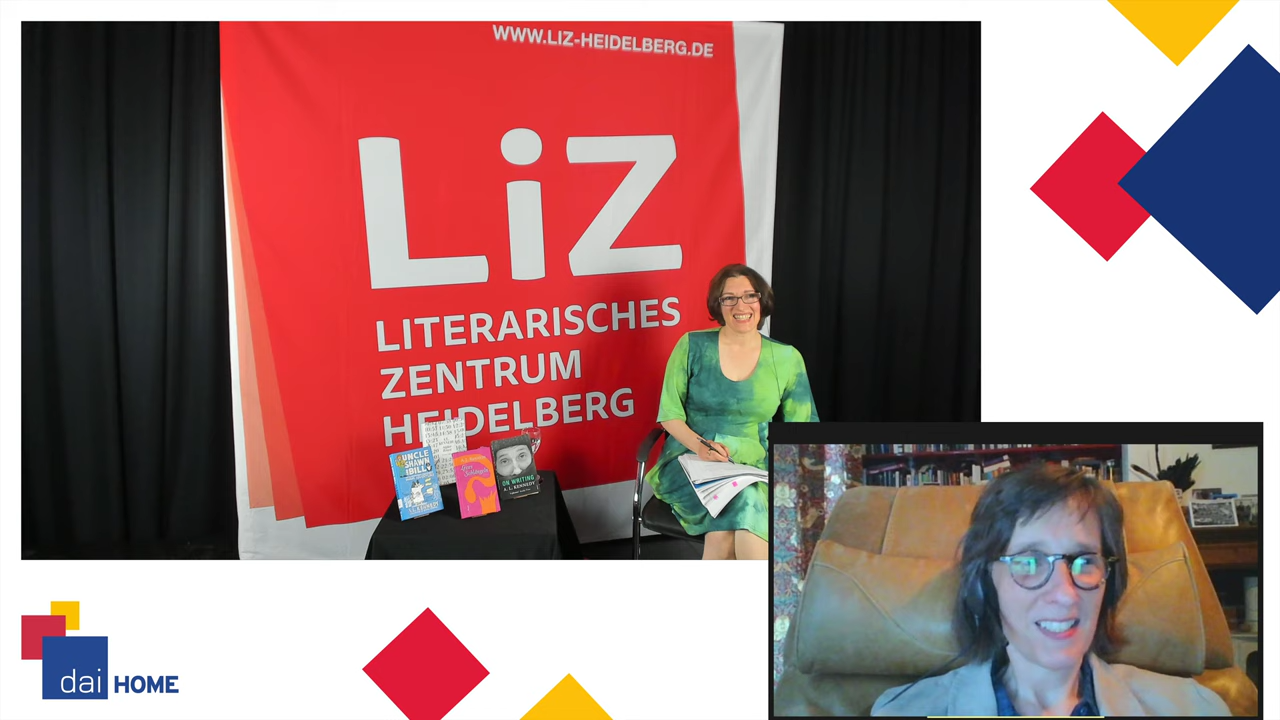 WWW.LIZ-HEIDELBERG.DE
LiZ
LITERARISCHES
ZENTRUM
HEIDELBERG
UNCLE
SHAWN
BILL
ON WRITING
A. L. KENNEDY
dai HOME